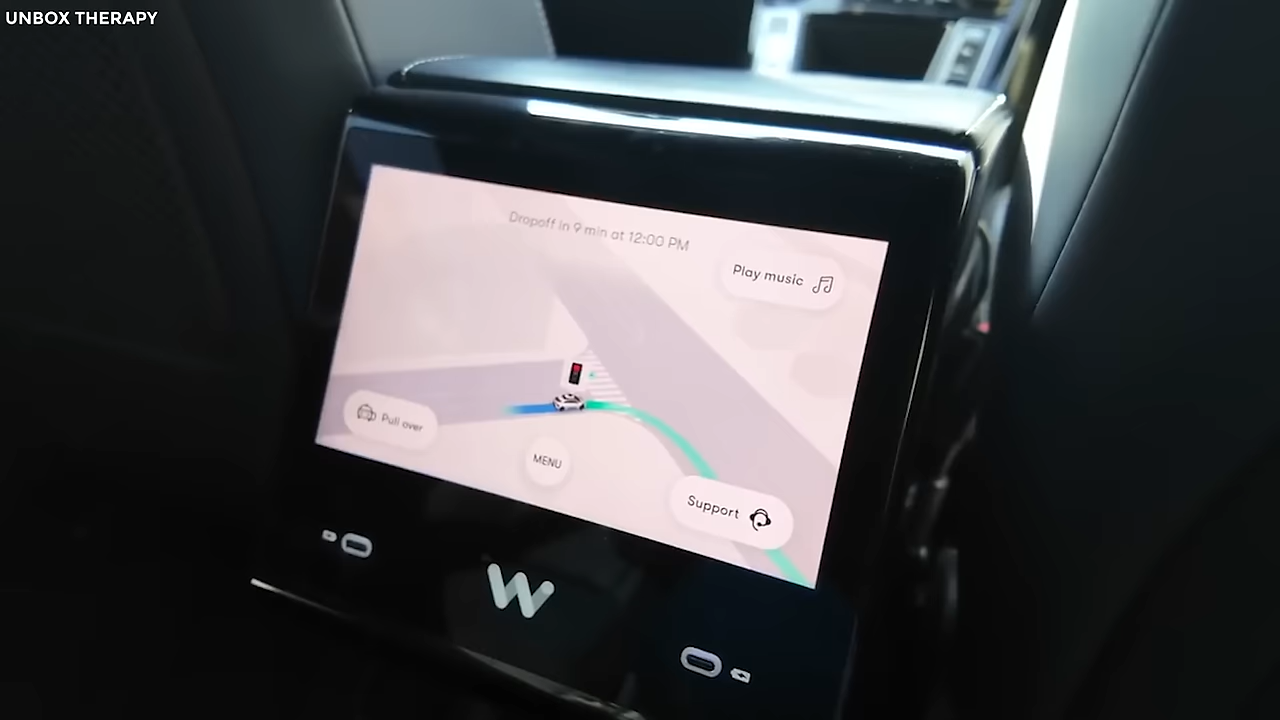 UNBOX THERAPY
Dropoff in 9 min at 12:00 PM
Play music
Pull over
MENU
Support
W